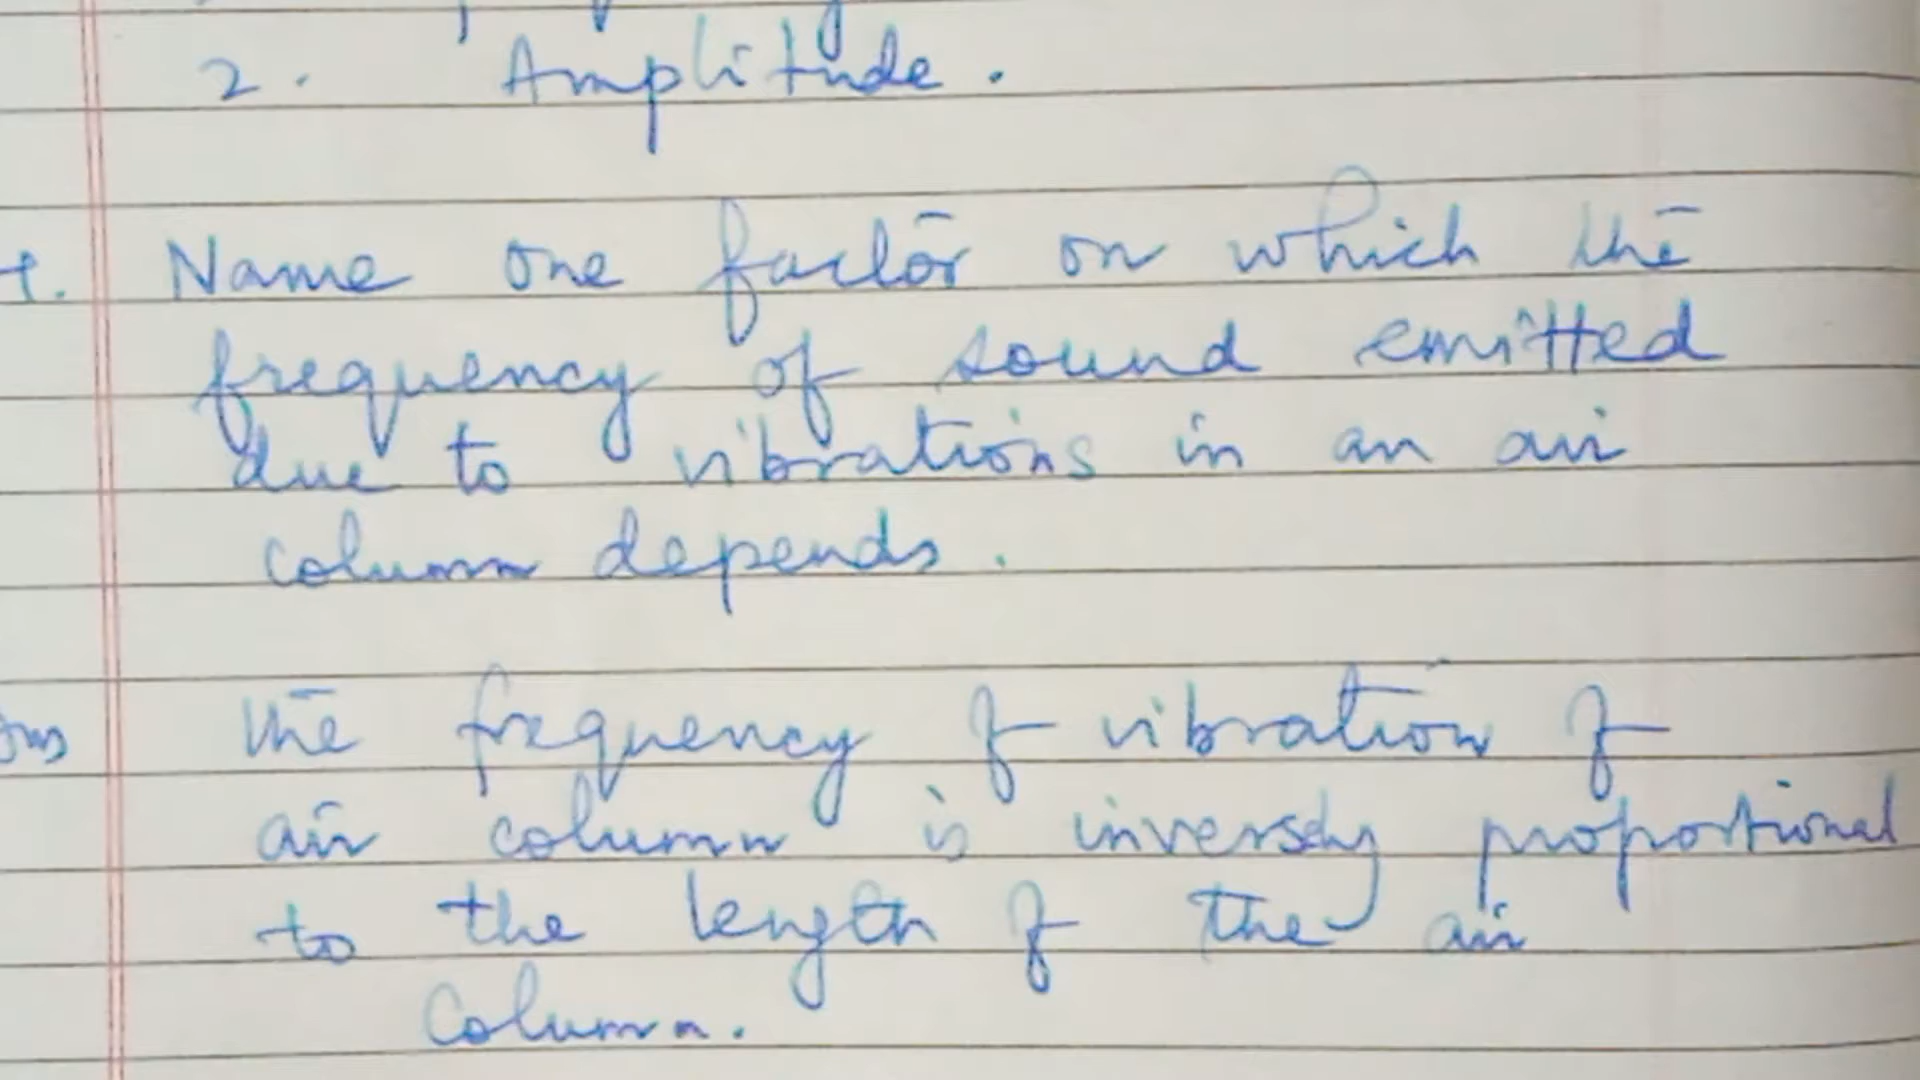 2. Amplitude.
Name one factor on which the
frequency of sound emitted
due to vibrations in an air
column depends.
Ans The frequency of vibration of
air column is inversely proportional
to the length of the air
Column.